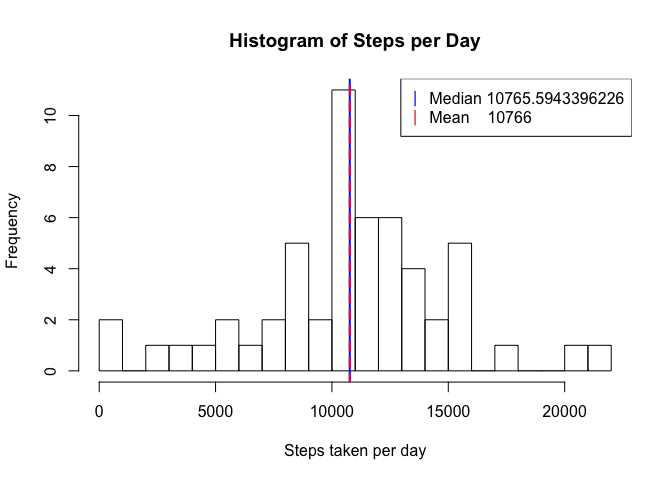 Histogram of Steps per Day
Median 10765.5943396226
Mean 10766
Frequency
10
8
6
4
2
0
0 5000 10000 15000 20000
Steps taken per day